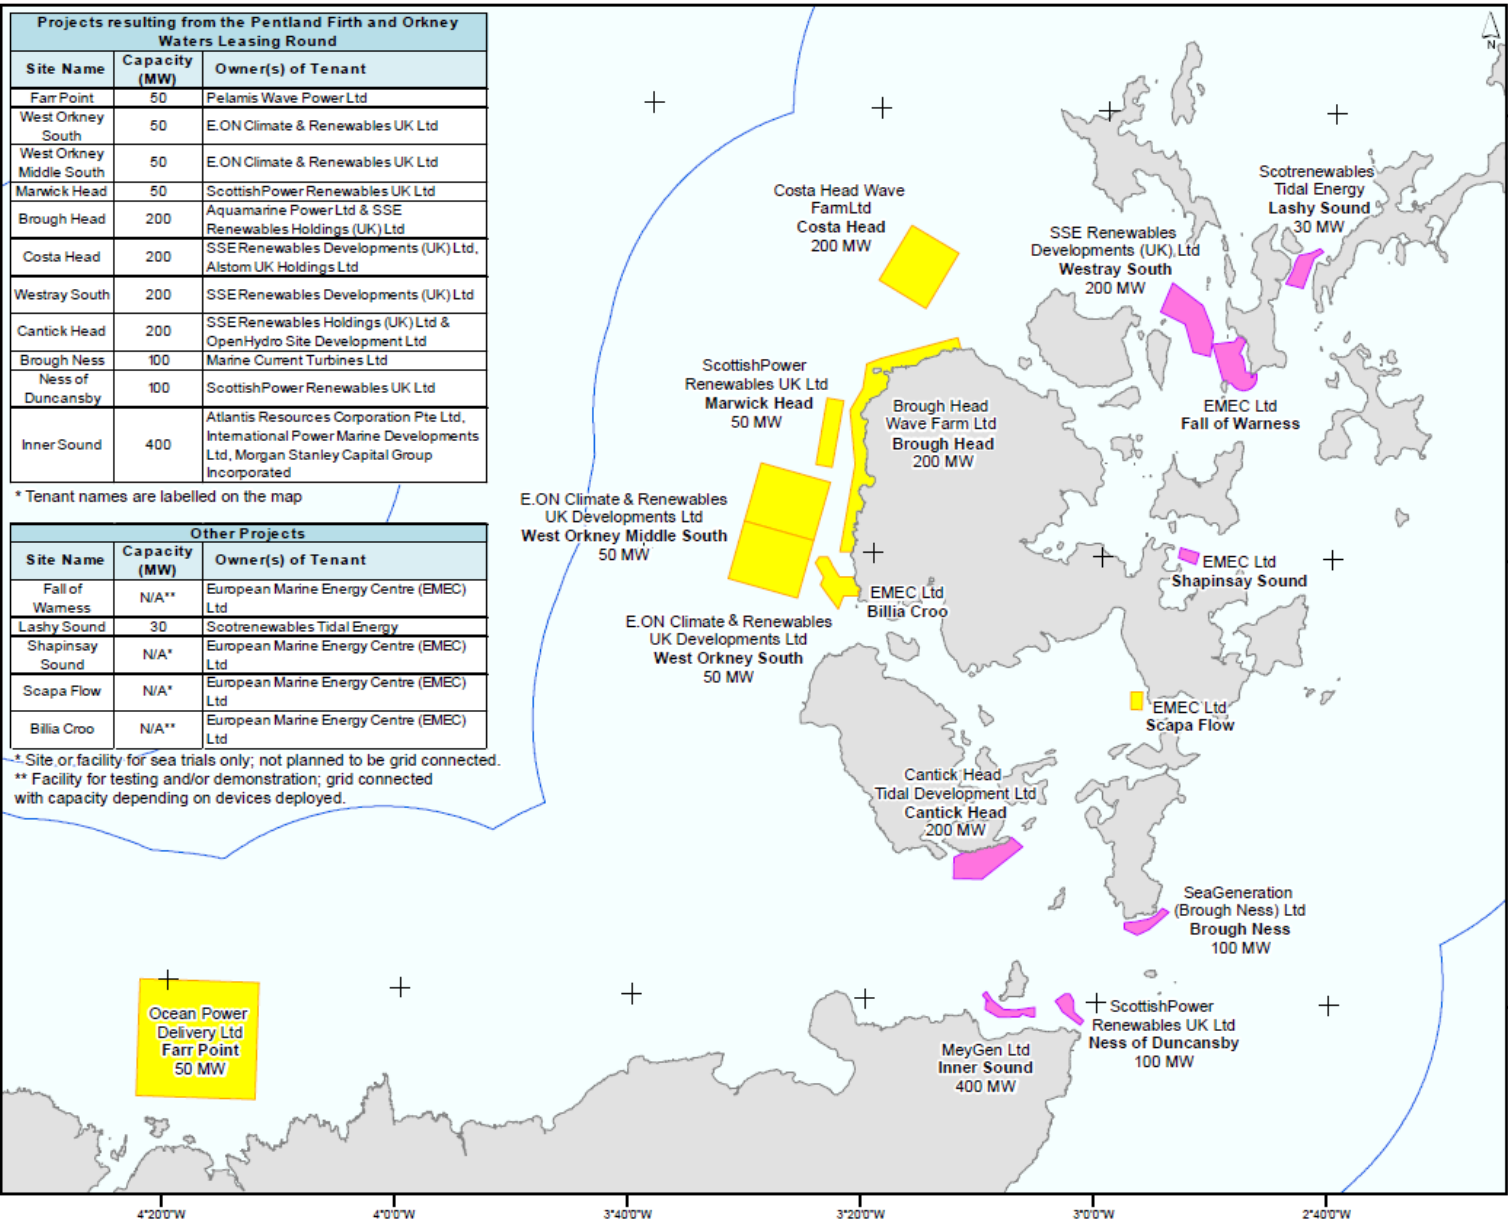 Projects resulting from the Pentland Firth and Orkney
Waters Leasing Round
Site Name
Capacity
(MW)
Owner(s) of Tenant
Farr Point
50
Pelamis Wave Power Ltd
West Orkney
South
50
E.ON Climate & Renewables UK Ltd
West Orkney
Middle South
50
E.ON Climate & Renewables UK Ltd
Marwick Head
50
ScottishPower Renewables UK Ltd
Brough Head
200
Aquamarine Power Ltd & SSE
Renewables Holdings (UK) Ltd
Costa Head
200
SSE Renewables Developments (UK) Ltd,
Alstom UK Holdings Ltd
Westray South
200
SSE Renewables Developments (UK) Ltd
Cantick Head
200
SSE Renewables Holdings (UK) Ltd &
OpenHydro Site Development Ltd
Brough Ness
100
Marine Current Turbines Ltd
Ness of
Duncansby
100
ScottishPower Renewables UK Ltd
Inner Sound
400
Atlantis Resources Corporation Pte Ltd,
International Power Marine Developments
Ltd, Morgan Stanley Capital Group
Incorporated
* Tenant names are labelled on the map
Other Projects
Site Name
Capacity
(MW)
Owner(s) of Tenant
Fall of
Warness
N/A**
European Marine Energy Centre (EMEC)
Ltd
Lashy Sound
30
Scotrenewables Tidal Energy
Shapinsay
Sound
N/A*
European Marine Energy Centre (EMEC)
Ltd
Scapa Flow
N/A*
European Marine Energy Centre (EMEC)
Ltd
Billia Croo
N/A**
European Marine Energy Centre (EMEC)
Ltd
* Site or facility for sea trials only; not planned to be grid connected.
** Facility for testing and/or demonstration; grid connected
with capacity depending on devices deployed.
N
Costa Head Wave
FarmLtd
Costa Head
200 MW
Scotrenewables
Tidal Energy
Lashy Sound
30 MW
SSE Renewables
Developments (UK) Ltd
Westray South
200 MW
ScottishPower
Renewables UK Ltd
Marwick Head
50 MW
Brough Head
Wave Farm Ltd
Brough Head
200 MW
EMEC Ltd
Fall of Warness
E.ON Climate & Renewables
UK Developments Ltd
West Orkney Middle South
50 MW
EMEC Ltd
Shapinsay Sound
EMEC Ltd
Billia Croo
E.ON Climate & Renewables
UK Developments Ltd
West Orkney South
50 MW
EMEC Ltd
Scapa Flow
Cantick Head
Tidal Development Ltd
Cantick Head
200 MW
SeaGeneration
(Brough Ness) Ltd
Brough Ness
100 MW
Ocean Power
Delivery Ltd
Farr Point
50 MW
ScottishPower
Renewables UK Ltd
Ness of Duncansby
100 MW
MeyGen Ltd
Inner Sound
400 MW
4°20'0"W
4°0'0"W
3°40'0"W
3°20'0"W
3°0'0"W
2°40'0"W